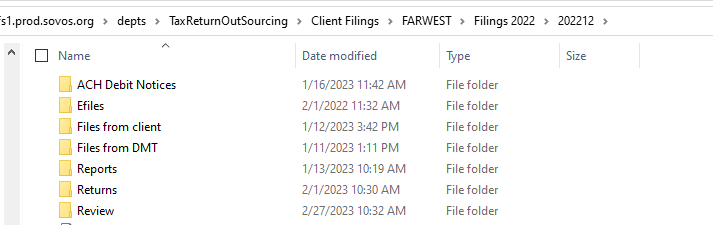 fs1.prod.sovos.org > depts > TaxReturnOutSourcing > Client Filings > FARWEST > Filings 2022 > 202212 >
Name Date modified Type Size
ACH Debit Notices 1/16/2023 11:42 AM File folder
Efiles 2/1/2022 11:32 AM File folder
Files from client 1/12/2023 3:42 PM File folder
Files from DMT 1/11/2023 1:11 PM File folder
Reports 1/13/2023 10:19 AM File folder
Returns 2/1/2023 10:30 AM File folder
Review 2/27/2023 10:32 AM File folder